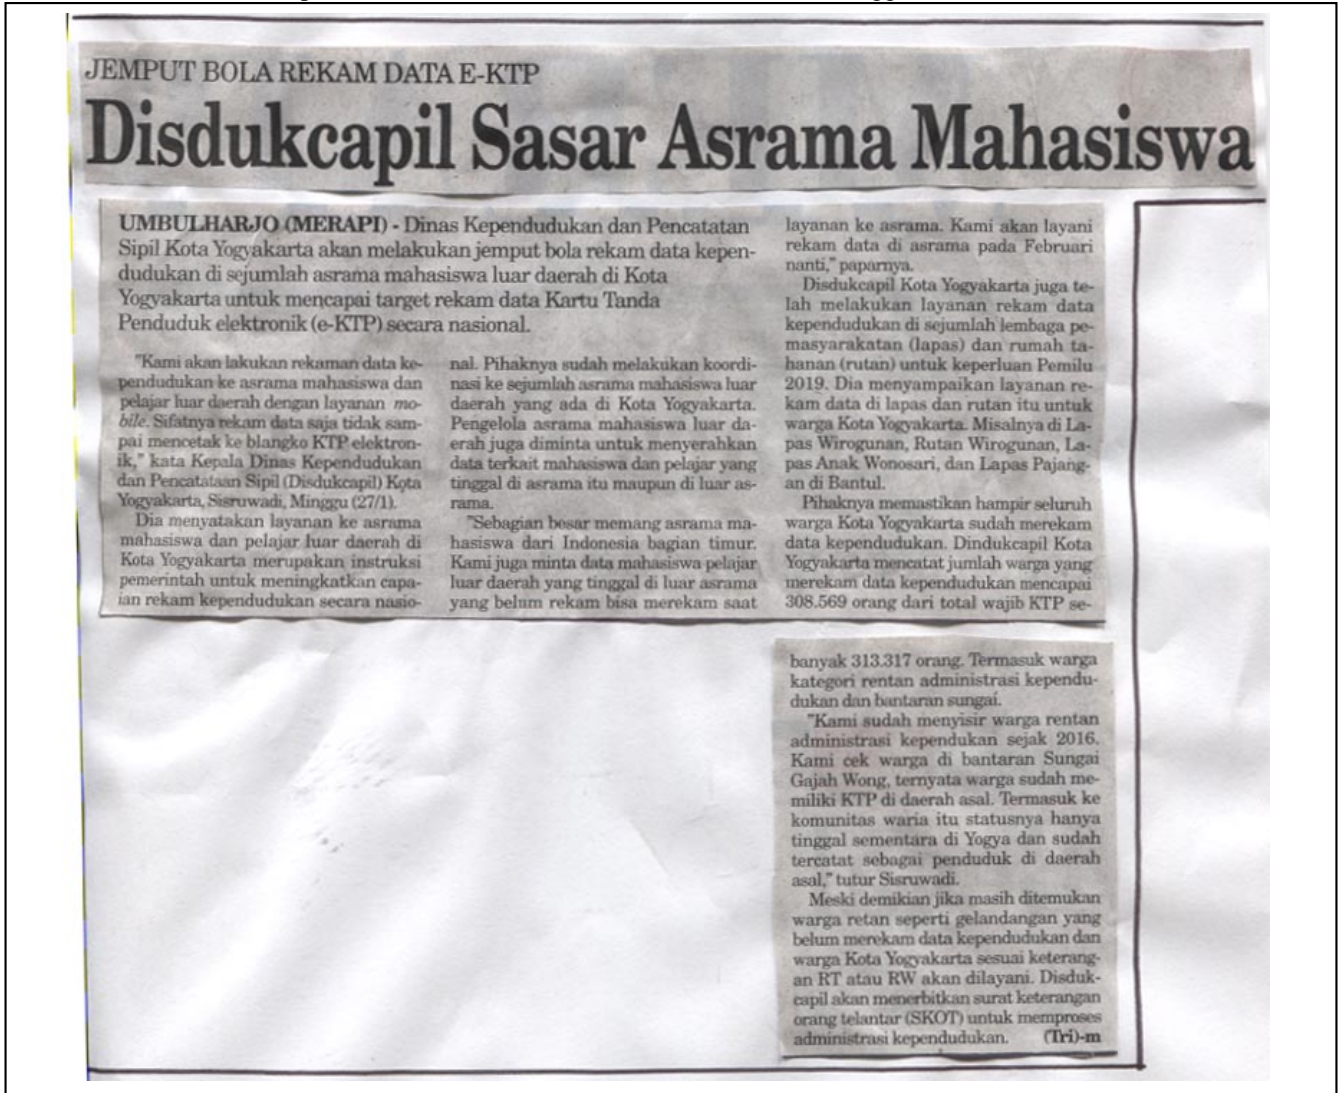 JEMPUT BOLA REKAM DATA E-KTP
Disdukcapil Sasar Asrama Mahasiswa
UMBULHARJO (MERAPI) - Dinas Kependudukan dan Pencatatan
Sipil Kota Yogyakarta akan melakukan jemput bola rekam data kepen-
dudukan di sejumlah asrama mahasiswa luar daerah di Kota
Yogyakarta untuk mencapai target rekam data Kartu Tanda
Penduduk elektronik (e-KTP) secara nasional.
"Kami akan lakukan rekaman data ke-
pendudukan ke asrama mahasiswa dan
pelajar luar daerah dengan layanan mo-
bile. Sifatnya rekam data saja tidak sam-
pai mencetak ke blangko KTP elektron-
ik," kata Kepala Dinas Kependudukan
dan Pencatataan Sipil (Disdukcapil) Kota
Yogyakarta, Sisruwadi, Minggu (27/1).
Dia menyatakan layanan ke asrama
mahasiswa dan pelajar luar daerah di
Kota Yogyakarta merupakan instruksi
pemerintah untuk meningkatkan capa-
ian rekam kependudukan secara nasio-
nal. Pihaknya sudah melakukan koordi-
nasi ke sejumlah asrama mahasiswa luar
daerah yang ada di Kota Yogyakarta.
Pengelola asrama mahasiswa luar da-
erah juga diminta untuk menyerahkan
data terkait mahasiswa dan pelajar yang
tinggal di asrama itu maupun di luar as-
rama.
"Sebagian besar memang asrama ma-
hasiswa dari Indonesia bagian timur.
Kami juga minta data mahasiswa pelajar
luar daerah yang tinggal di luar asrama
yang belum rekam bisa merekam saat
layanan ke asrama. Kami akan layani
rekam data di asrama pada Februari
nanti," paparnya.
Disdukcapil Kota Yogyakarta juga te-
lah melakukan layanan rekam data
kependudukan di sejumlah lembaga pe-
masyarakatan (lapas) dan rumah ta-
hanan (rutan) untuk keperluan Pemilu
2019. Dia menyampaikan layanan re-
kam data di lapas dan rutan itu untuk
warga Kota Yogyakarta. Misalnya di La-
pas Wirogunan, Rutan Wirogunan, La-
pas Anak Wonosari, dan Lapas Pajang-
an di Bantul.
Pihaknya memastikan hampir seluruh
warga Kota Yogyakarta sudah merekam
data kependudukan. Dindukcapil Kota
Yogyakarta mencatat jumlah warga yang
merekam data kependudukan mencapai
308.569 orang dari total wajib KTP se-
banyak 313.317 orang. Termasuk warga
kategori rentan administrasi kependu-
dukan dan bantaran sungai.
"Kami sudah menyisir warga rentan
administrasi kependukan sejak 2016.
Kami cek warga di bantaran Sungai
Gajah Wong, ternyata warga sudah me-
miliki KTP di daerah asal. Termasuk ke
komunitas waria itu statusnya hanya
tinggal sementara di Yogya dan sudah
tercatat sebagai penduduk di daerah
asal," tutur Sisruwadi.
Meski demikian jika masih ditemukan
warga retan seperti gelandangan yang
belum merekam data kependudukan dan
warga Kota Yogyakarta sesuai keterang-
an RT atau RW akan dilayani. Disduk-
capil akan menerbitkan surat keterangan
orang telantar (SKOT) untuk memproses
administrasi kependudukan. (Tri)-m